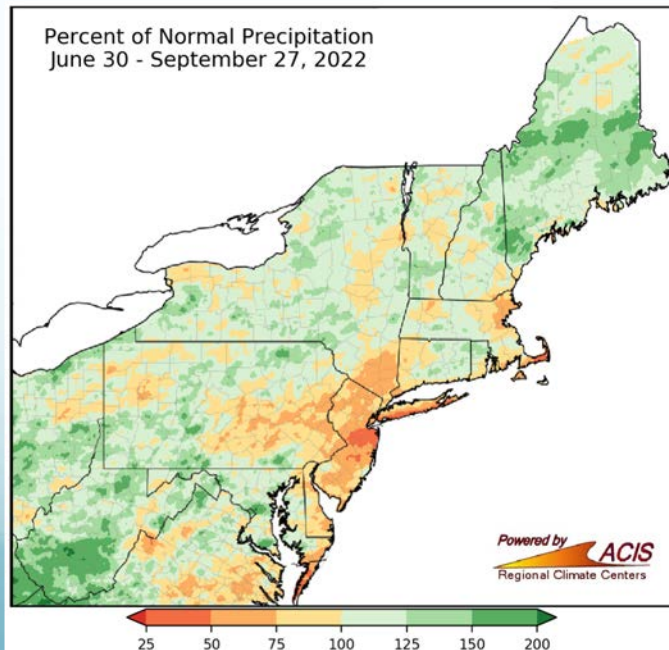 Percent of Normal Precipitation
June 30 - September 27, 2022
Powered by
ACIS
Regional Climate Centers
25 50 75 100 125 150 200